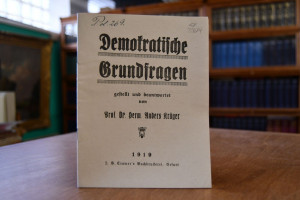 Demokratische
Grundfragen
gestellt und beantwortet
von
Prof. Dr. Herm. Anders Krüger
1919